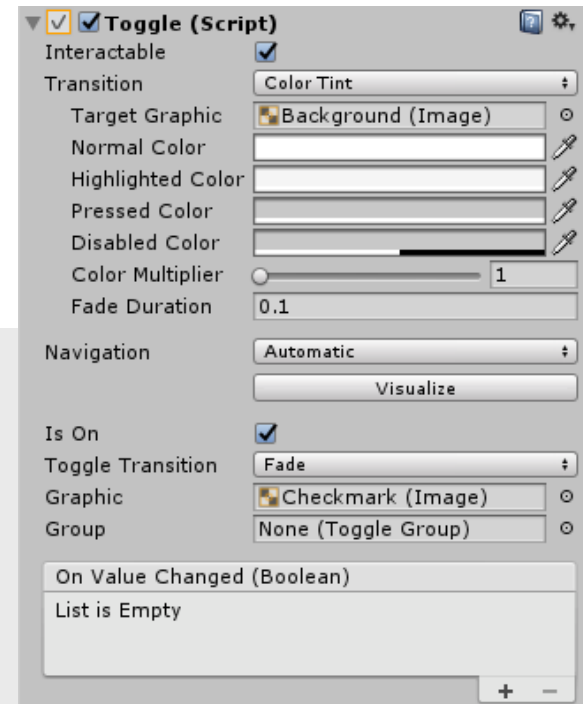 Toggle (Script)
Interactable
Transition Color Tint
Target Graphic Background (Image)
Normal Color
Highlighted Color
Pressed Color
Disabled Color
Color Multiplier 1
Fade Duration 0.1
Navigation Automatic
Visualize
Is On
Toggle Transition Fade
Graphic Checkmark (Image)
Group None (Toggle Group)
On Value Changed (Boolean)
List is Empty